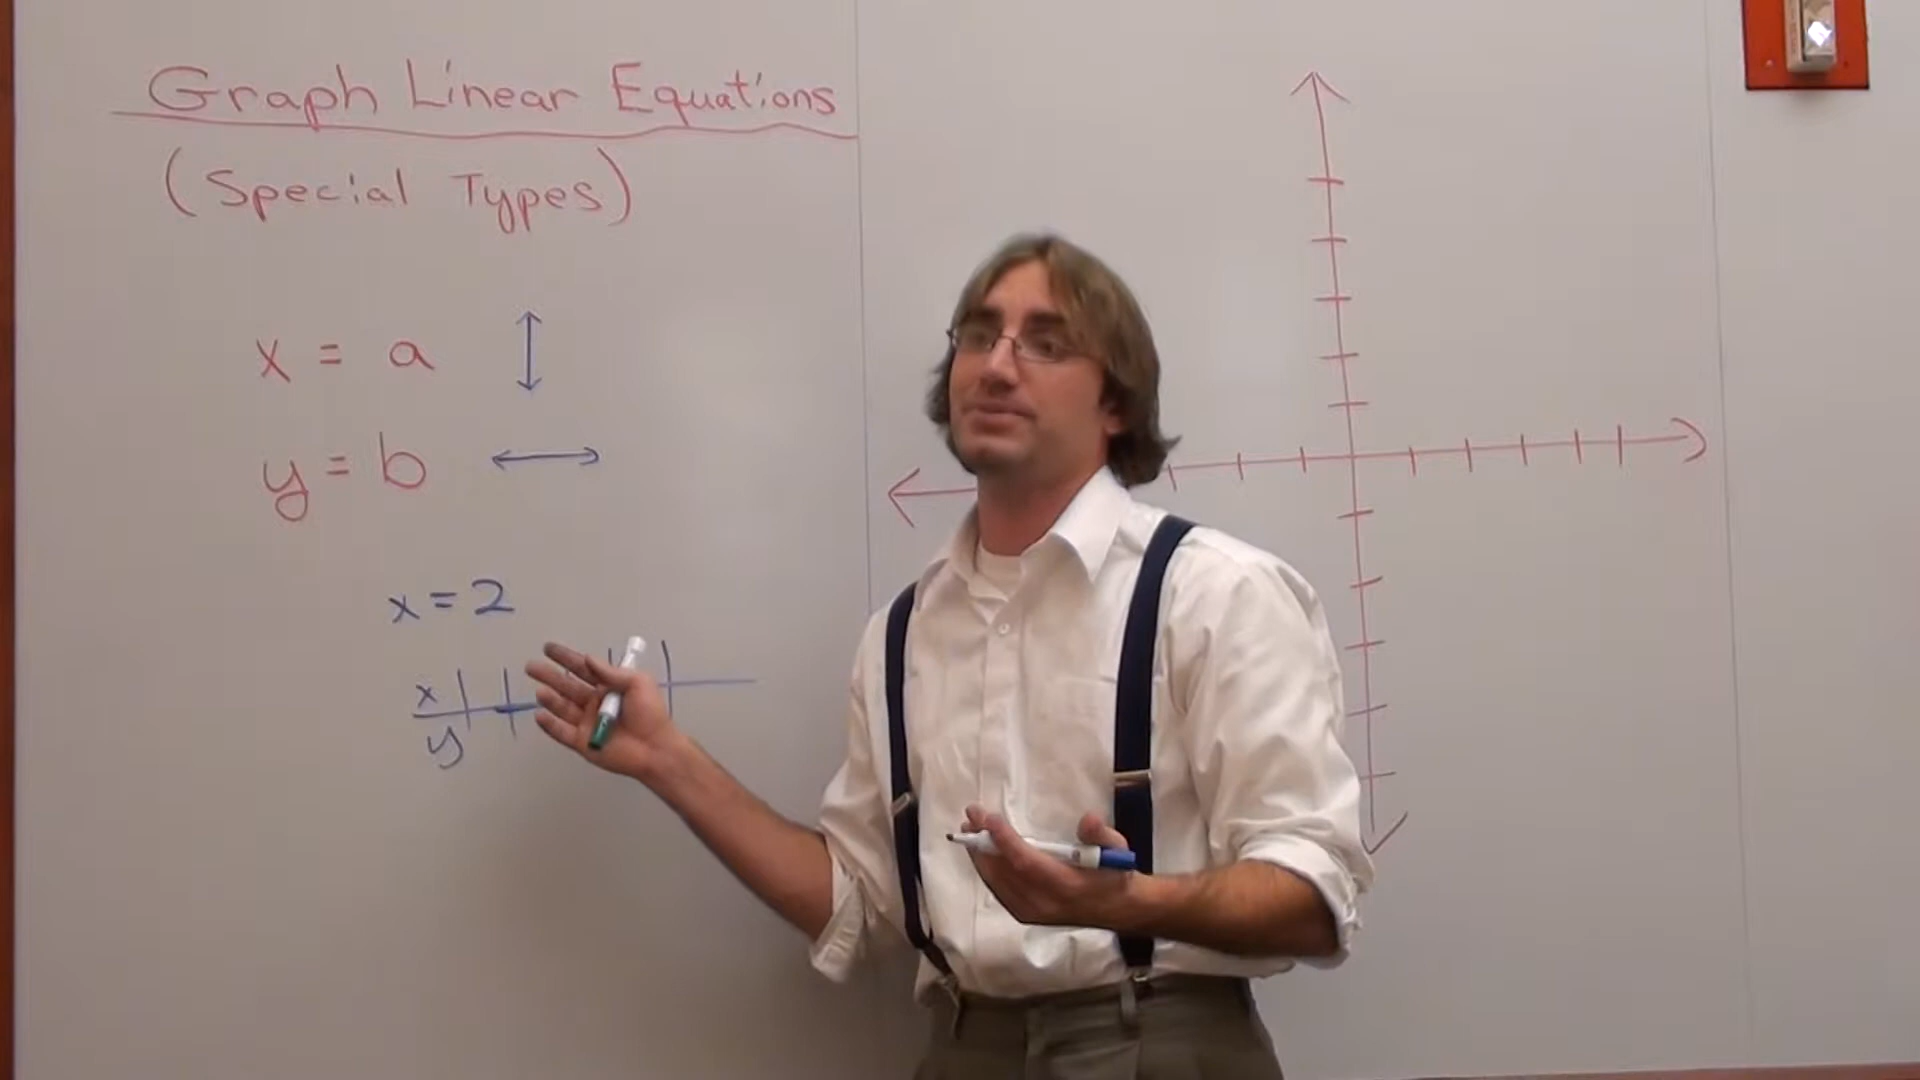 Graph Linear Equations
(Special Types)
x = a
y = b
x = 2
x
y